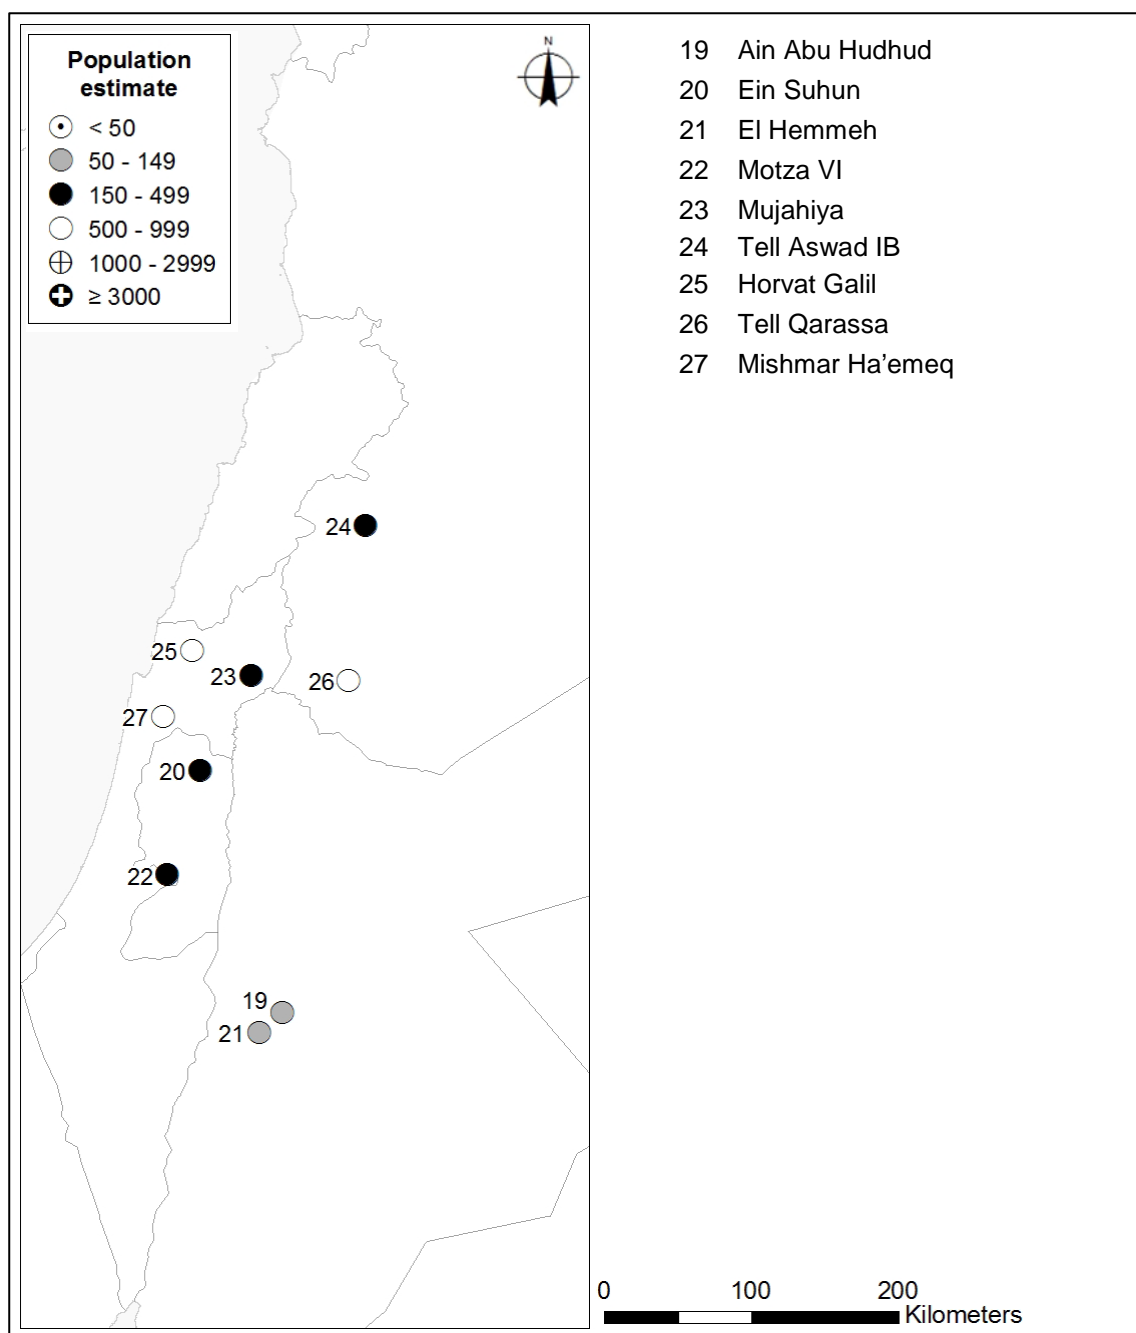 Population
estimate
< 50
50 - 149
150 - 499
500 - 999
1000 - 2999
≥ 3000
N
19 Ain Abu Hudhud
20 Ein Suhun
21 El Hemmeh
22 Motza VI
23 Mujahiya
24 Tell Aswad IB
25 Horvat Galil
26 Tell Qarassa
27 Mishmar Ha’emeq
24
25
23
26
27
20
22
19
21
0 100 200
Kilometers